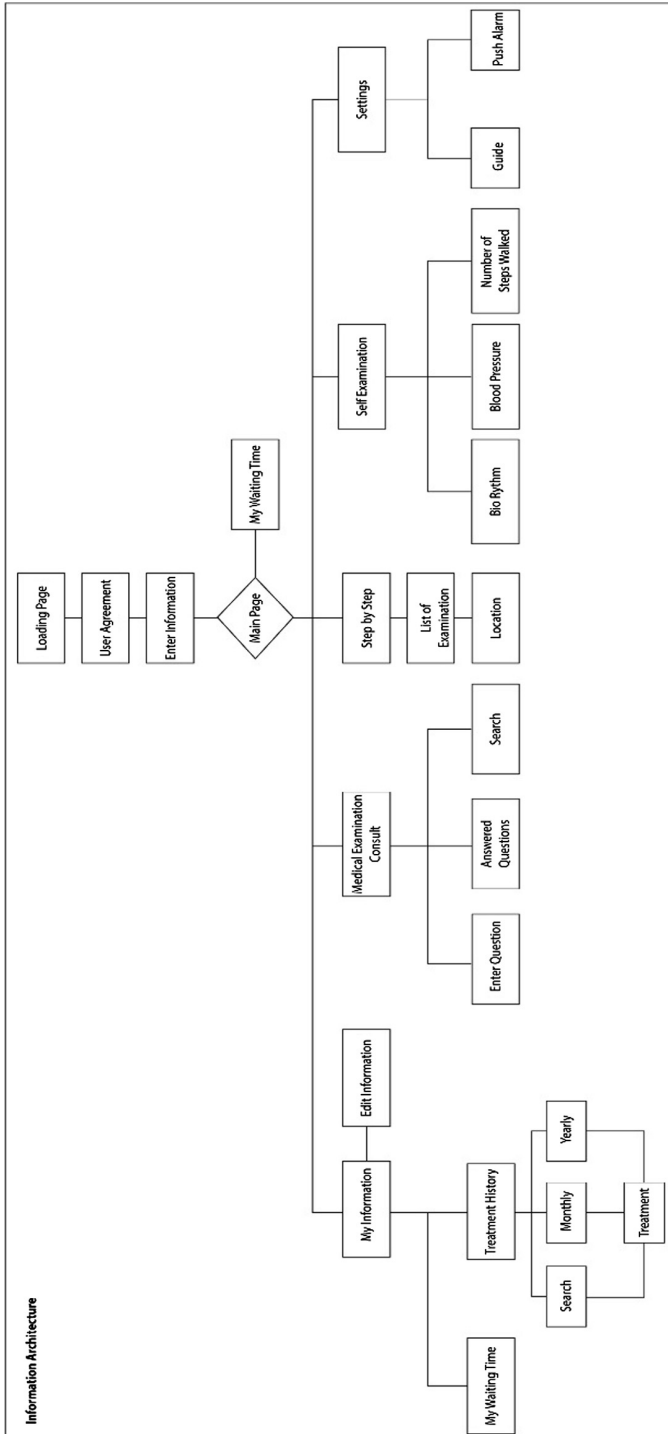 Information Architecture
Loading Page
User Agreement
Enter Information
Main Page
My Waiting Time
My Information
Edit Information
Medical Examination
Consult
Step by Step
Self Examination
Settings
List of
Examination
My Waiting Time
Treatment History
Enter Question
Answered
Questions
Search
Location
Bio Rythm
Blood Pressure
Number of
Steps Walked
Guide
Push Alarm
Search
Monthly
Yearly
Treatment